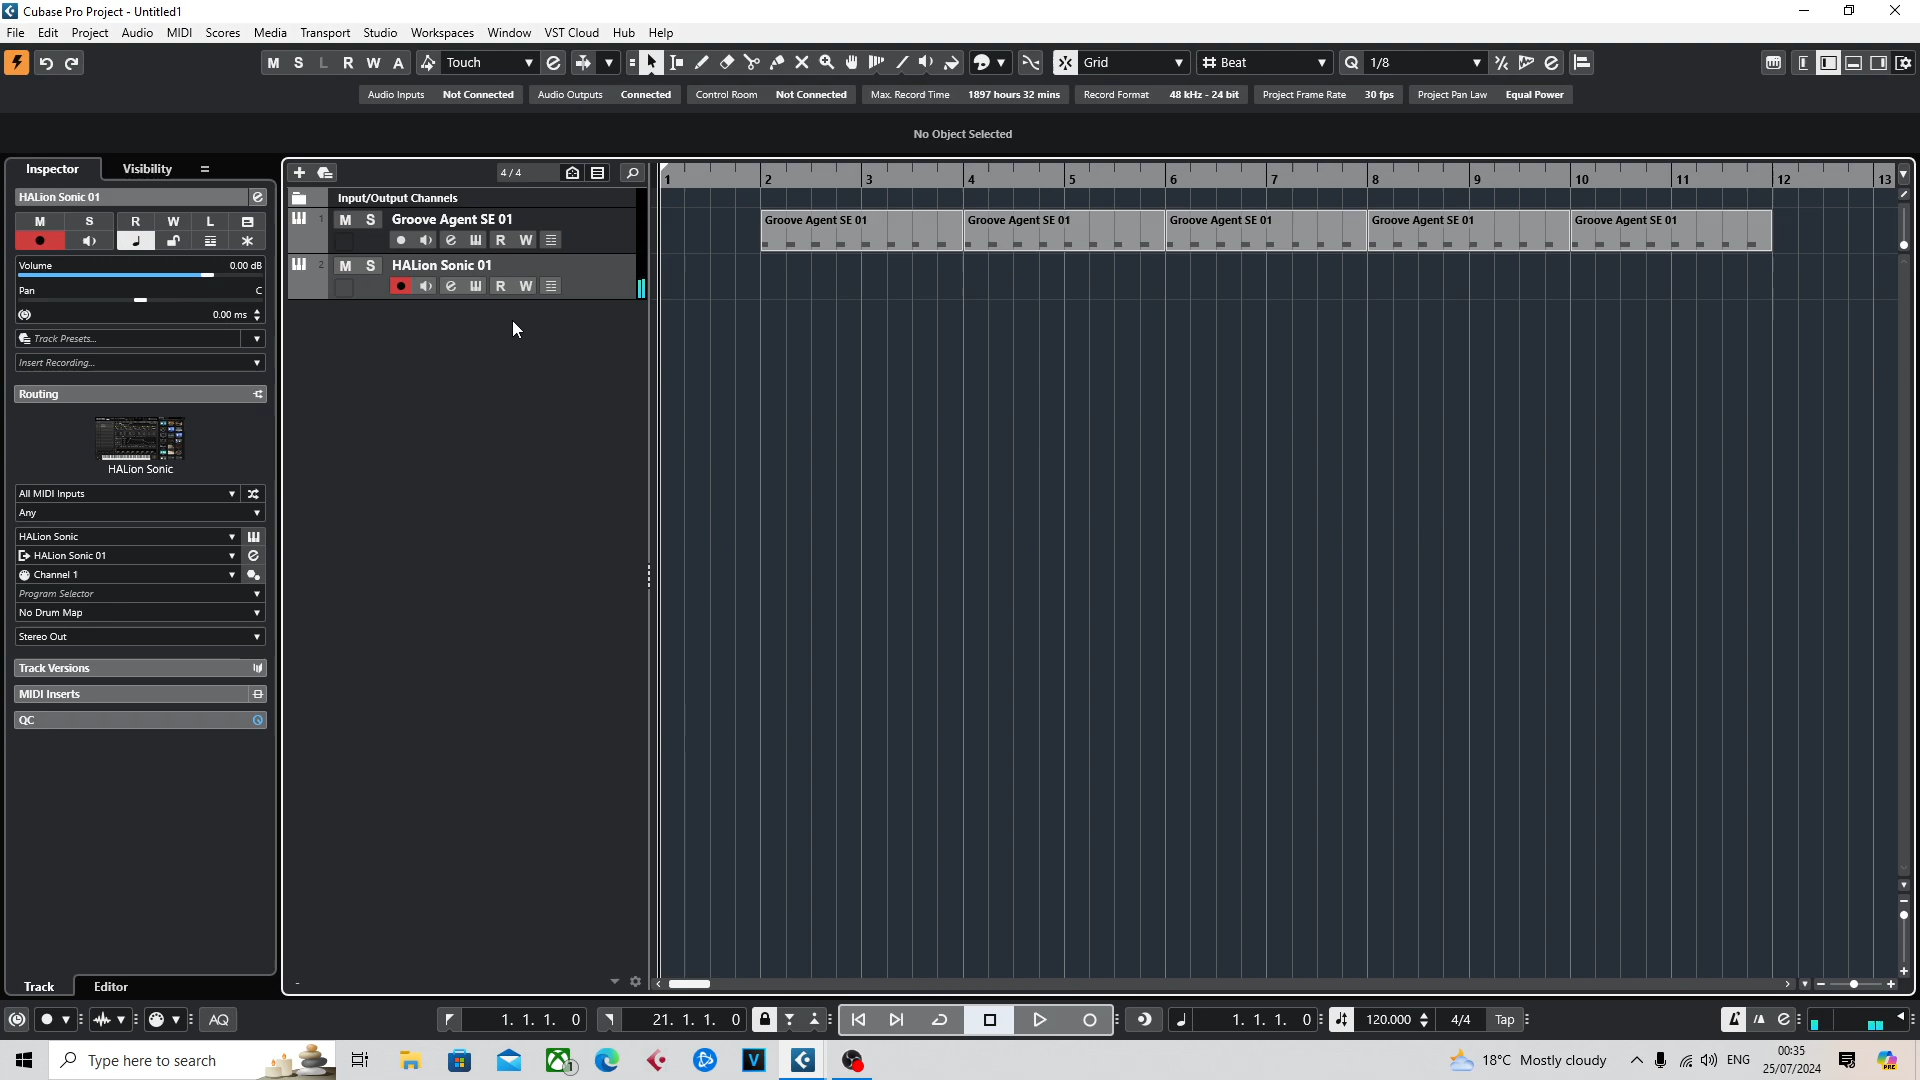 Cubase Pro Project - Untitled1
File Edit Project Audio MIDI Scores Media Transport Studio Workspaces Window VST Cloud Hub Help
M S L R W A Touch Grid Beat Q 1/8
Audio Inputs Not Connected Audio Outputs Connected Control Room Not Connected Max. Record Time 1897 hours 32 mins Record Format 48 kHz - 24 bit Project Frame Rate 30 fps Project Pan Law Equal Power
No Object Selected
Inspector Visibility
4/4
1 2 3 4 5 6 7 8 9 10 11 12 13
HALion Sonic 01
Input/Output Channels
M S R W L
1 M S Groove Agent SE 01
R W
Groove Agent SE 01 Groove Agent SE 01 Groove Agent SE 01 Groove Agent SE 01 Groove Agent SE 01
2 M S HALion Sonic 01
R W
Volume 0.00 dB
Pan C
0.00 ms
Track Presets...
Insert Recording...
Routing
HALion Sonic
All MIDI Inputs
Any
HALion Sonic
HALion Sonic 01
Channel 1
Program Selector
No Drum Map
Stereo Out
Track Versions
MIDI Inserts
QC
Track Editor
AQ 1. 1. 1. 0 21. 1. 1. 0 1. 1. 1. 0 120.000 4/4 Tap
Type here to search
1
V
18°C Mostly cloudy
ENG
00:35
25/07/2024
PRE